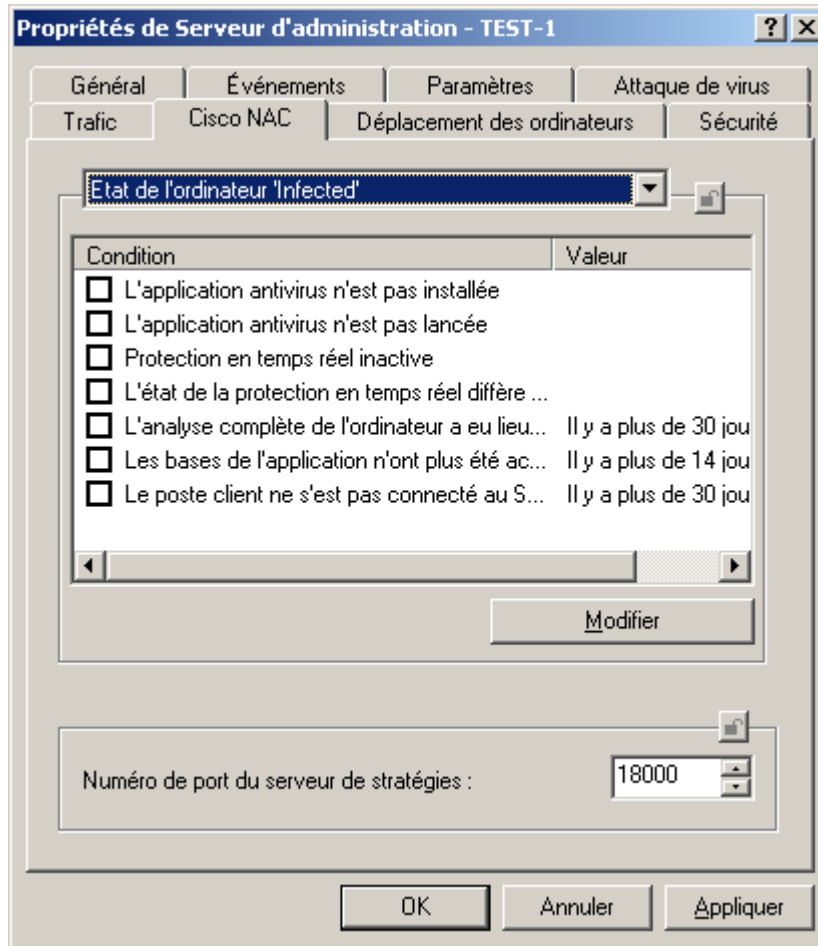 Propriétés de Serveur d'administration - TEST-1
Général Événements Paramètres Attaque de virus
Trafic Cisco NAC Déplacement des ordinateurs Sécurité
Etat de l'ordinateur 'Infected'
Condition Valeur
L'application antivirus n'est pas installée
L'application antivirus n'est pas lancée
Protection en temps réel inactive
L'état de la protection en temps réel diffère ...
L'analyse complète de l'ordinateur a eu lieu... Il y a plus de 30 jou
Les bases de l'application n'ont plus été ac... Il y a plus de 14 jou
Le poste client ne s'est pas connecté au S... Il y a plus de 30 jou
Modifier
Numéro de port du serveur de stratégies : 18000
OK Annuler Appliquer